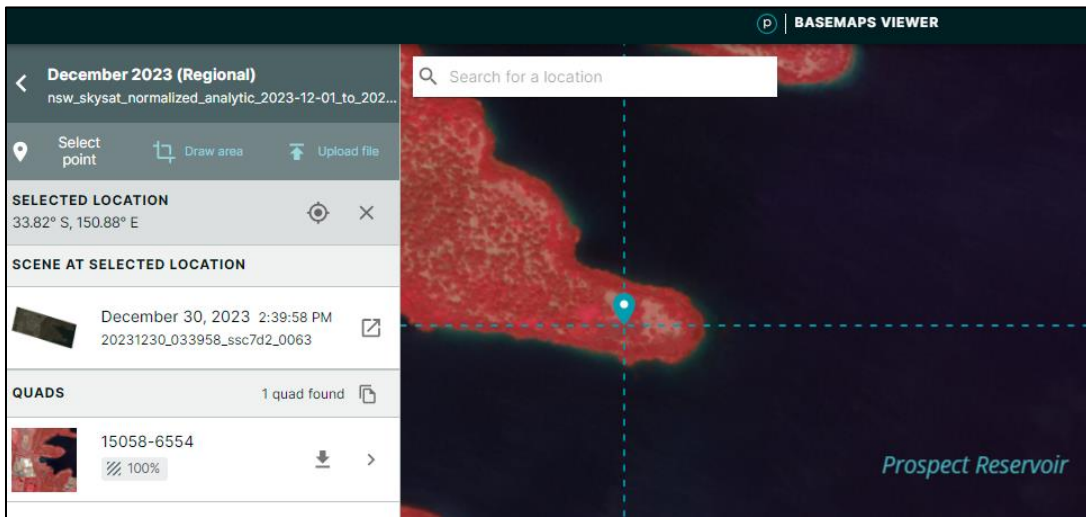 p | BASEMAPS VIEWER
December 2023 (Regional)
nsw_skysat_normalized_analytic_2023-12-01_to_202...
Search for a location
Select point
Draw area
Upload file
SELECTED LOCATION
33.82° S, 150.88° E
SCENE AT SELECTED LOCATION
December 30, 2023 2:39:58 PM
20231230_033958_ssc7d2_0063
QUADS
1 quad found
15058-6554
100%
Prospect Reservoir